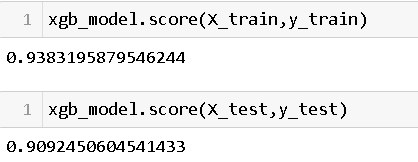 1 xgb_model.score(X_train,y_train)
0.9383195879546244
1 xgb_model.score(X_test,y_test)
0.9092450604541433